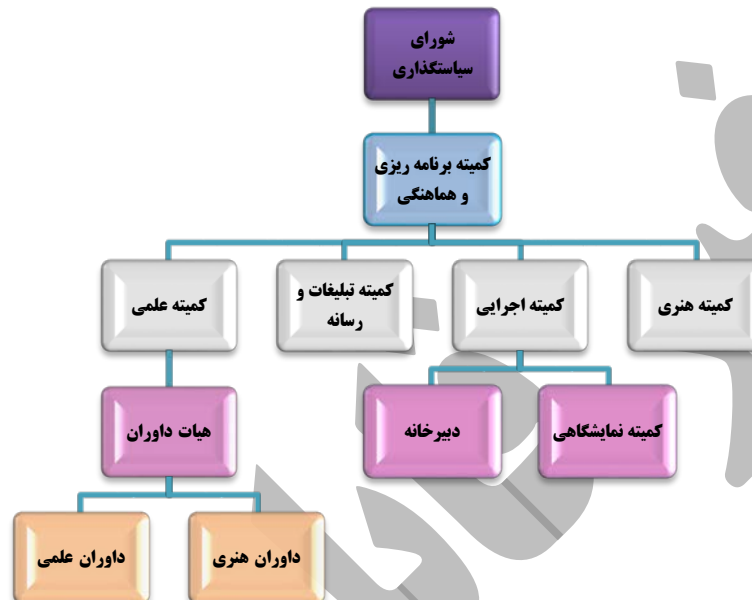 شورای
سیاستگذاری
کمیته برنامه ریزی
و هماهنگی
کمیته هنری
کمیته اجرایی
کمیته تبلیغات و
رسانه
کمیته علمی
کمیته نمایشگاهی
دبیرخانه
هیات داوران
داوران هنری
داوران علمی